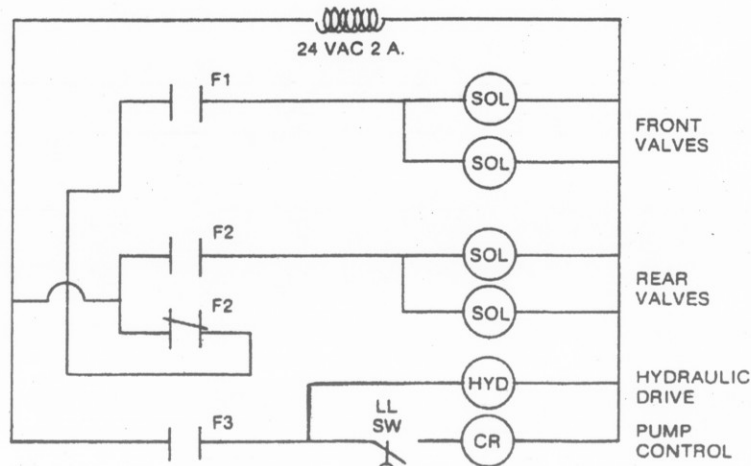 24 VAC 2 A.
F1
SOL
SOL
FRONT
VALVES
F2
SOL
F2
SOL
REAR
VALVES
HYD
HYDRAULIC
DRIVE
F3
LL
SW
CR
PUMP
CONTROL